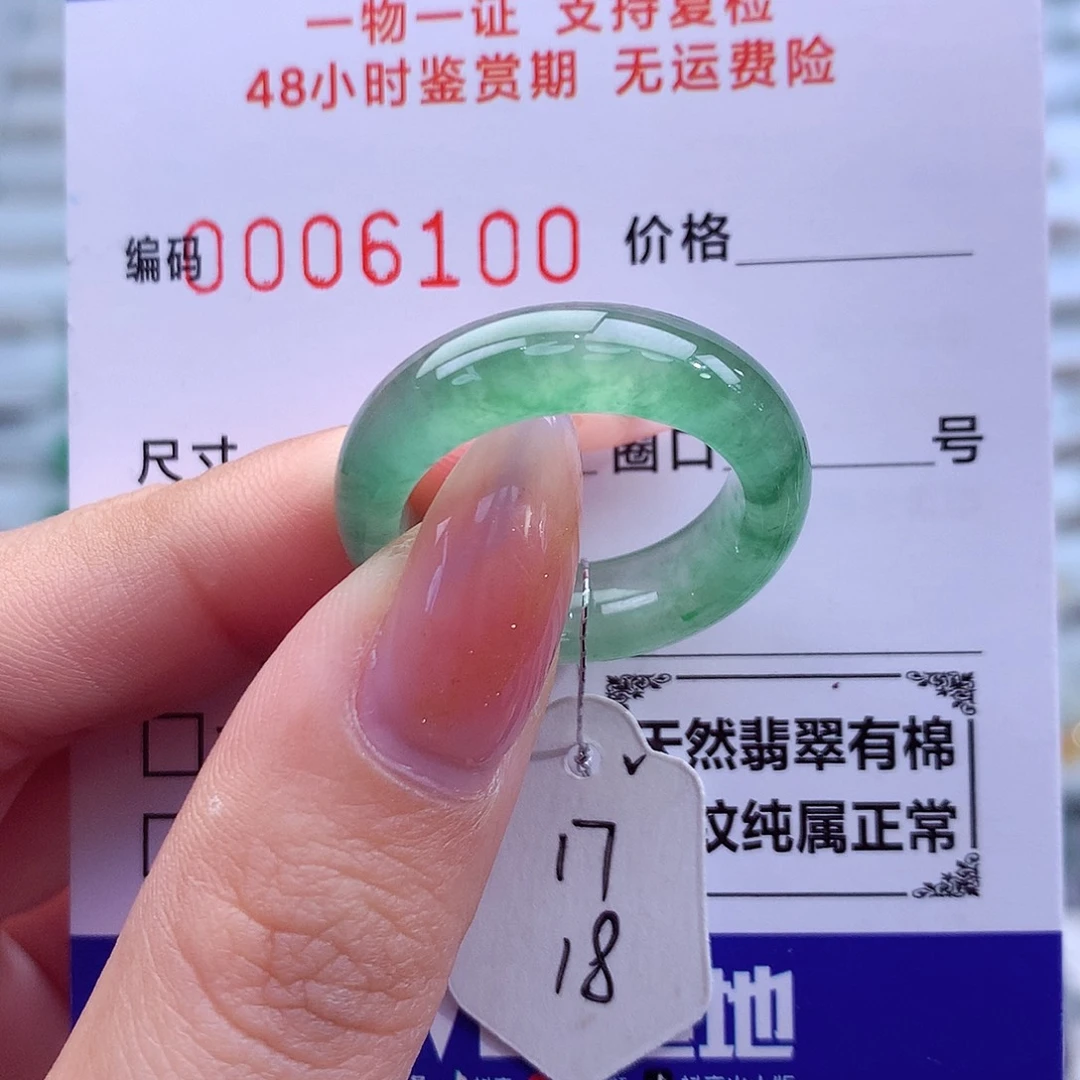 一物一证 支持复检
48小时鉴赏期 无运费险
编码0006100 价格
尺寸 圈口 号
天然翡翠有棉
纹纯属正常
17
18
地